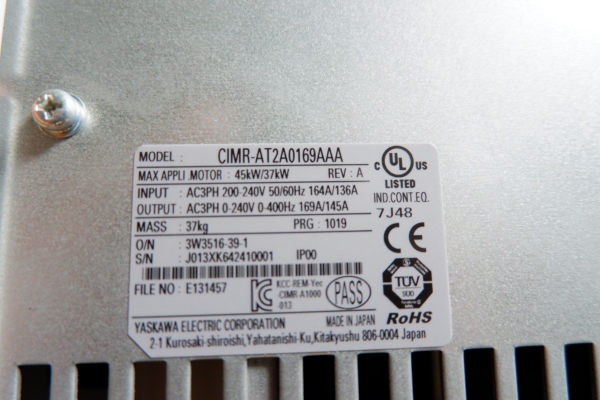 MODEL : CIMR-AT2A0169AAA
MAX APPLI .MOTOR : 45kW/37kW REV : A
INPUT : AC3PH 200-240V 50/60Hz 164A/136A
OUTPUT : AC3PH 0-240V 0-400Hz 169A/145A
MASS : 37kg PRG : 1019
O/N : 3W3516-39-1
S/N : J013XK642410001 IP00
FILE NO : E131457
KCC-REM-Yec
-CIMR-A1000
-013
PASS
YASKAWA ELECTRIC CORPORATION MADE IN JAPAN
2-1 Kurosaki-shiroishi,Yahatanishi-Ku,Kitakyushu 806-0004 Japan
C UL US
LISTED
IND.CONT.EQ.
7J48
CE
TÜV
SÜD
RoHS